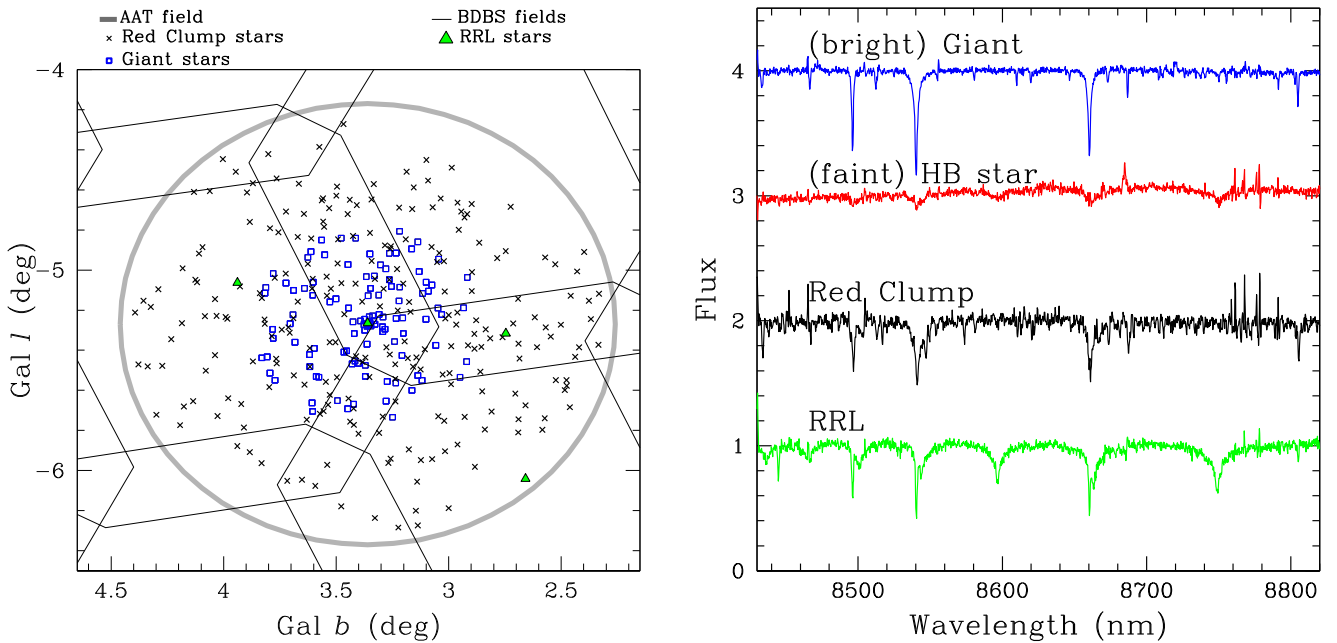 AAT field
BDBS fields
× Red Clump stars
RRL stars
Giant stars
−4
−5
−6
Gal l (deg)
4.5
4
3.5
3
2.5
Gal b (deg)
(bright) Giant
(faint) HB star
Red Clump
RRL
4
3
2
1
0
Flux
8500
8600
8700
8800
Wavelength (nm)